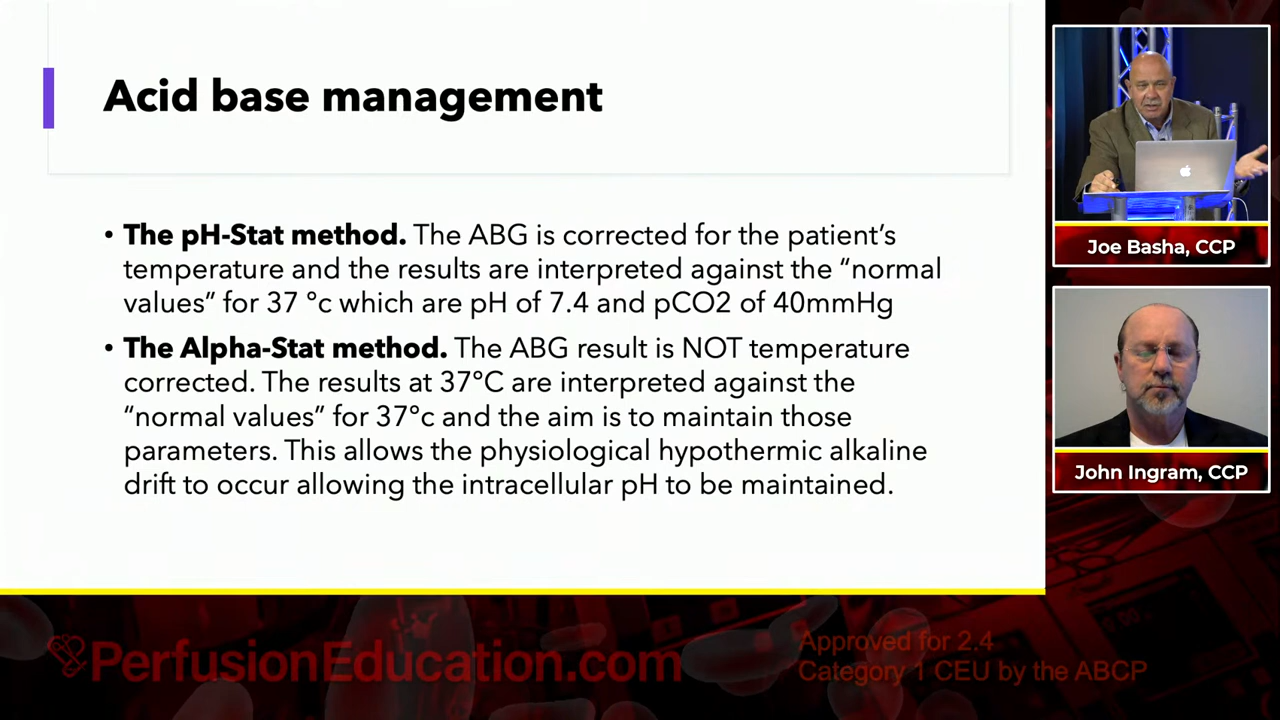 Acid base management
• The pH-Stat method. The ABG is corrected for the patient’s
temperature and the results are interpreted against the “normal
values” for 37 °c which are pH of 7.4 and pCO2 of 40mmHg
• The Alpha-Stat method. The ABG result is NOT temperature
corrected. The results at 37°C are interpreted against the
“normal values” for 37°c and the aim is to maintain those
parameters. This allows the physiological hypothermic alkaline
drift to occur allowing the intracellular pH to be maintained.
Joe Basha, CCP
John Ingram, CCP
PerfusionEducation.com
Approved for 2.4
Category 1 CEU by the ABCP